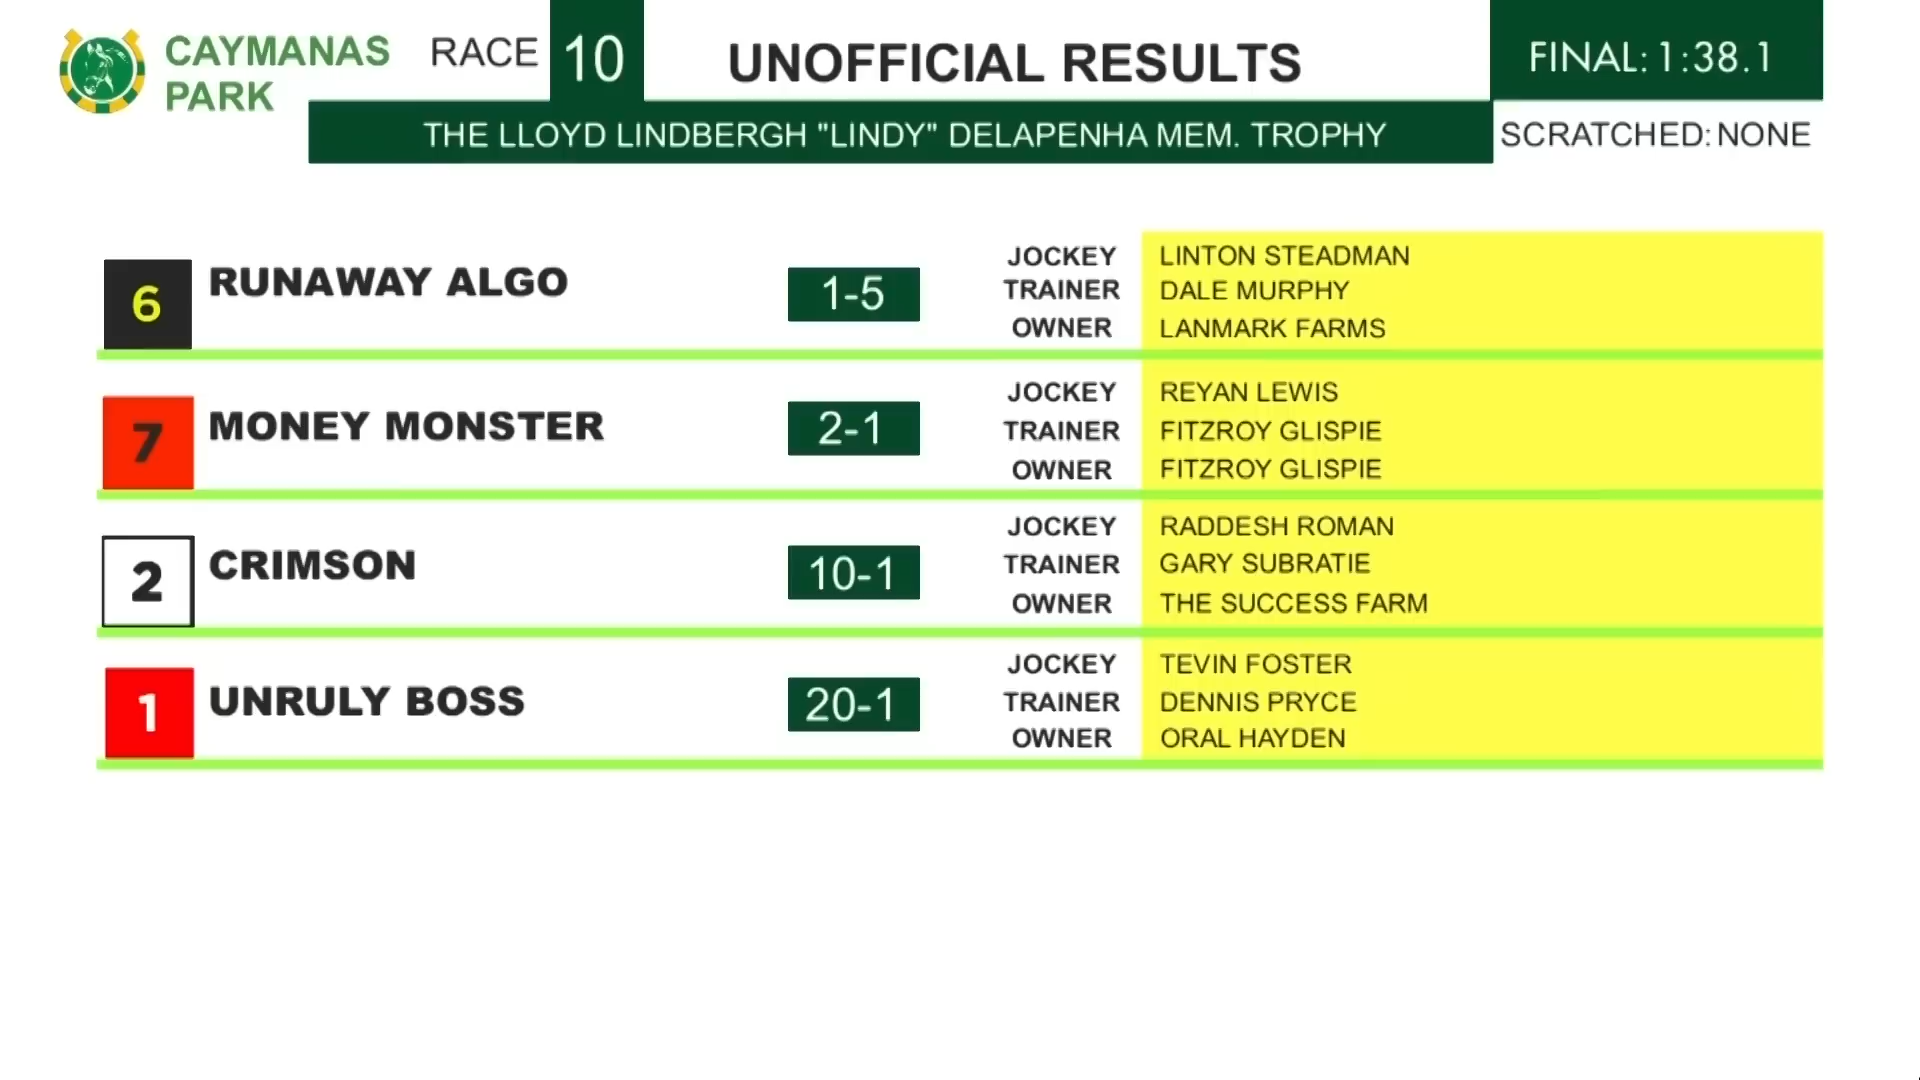 CAYMANAS PARK
RACE 10
UNOFFICIAL RESULTS
FINAL: 1:38.1
THE LLOYD LINDBERGH "LINDY" DELAPENHA MEM. TROPHY
SCRATCHED: NONE
6 RUNAWAY ALGO 1-5
JOCKEY LINTON STEADMAN
TRAINER DALE MURPHY
OWNER LANMARK FARMS
7 MONEY MONSTER 2-1
JOCKEY REYAN LEWIS
TRAINER FITZROY GLISPIE
OWNER FITZROY GLISPIE
2 CRIMSON 10-1
JOCKEY RADDESH ROMAN
TRAINER GARY SUBRATIE
OWNER THE SUCCESS FARM
1 UNRULY BOSS 20-1
JOCKEY TEVIN FOSTER
TRAINER DENNIS PRYCE
OWNER ORAL HAYDEN